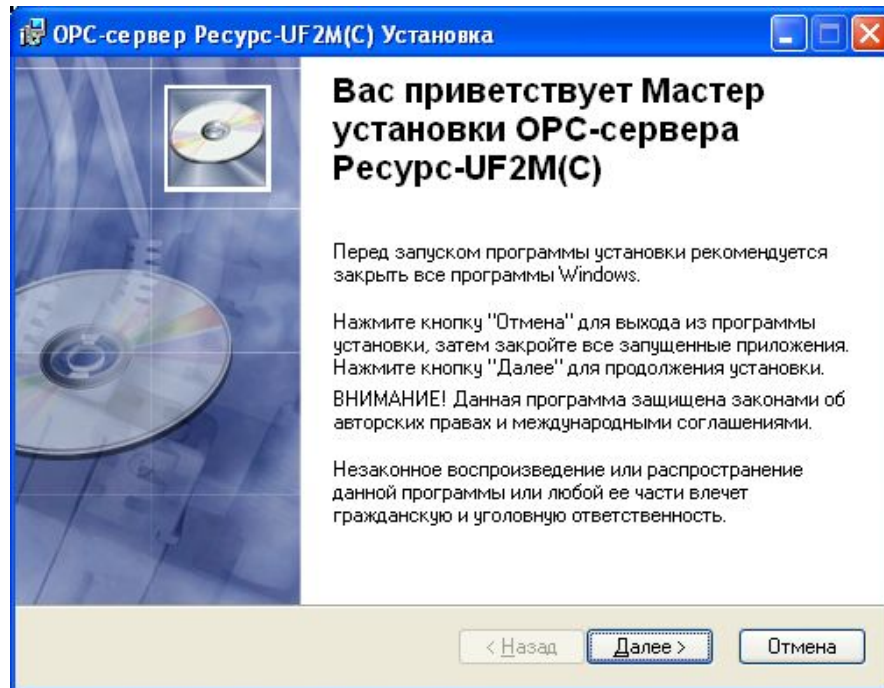 OPC-сервер Ресурс-UF2M(C) Установка
Вас приветствует Мастер
установки OPC-сервера
Ресурс-UF2M(C)
Перед запуском программы установки рекомендуется
закрыть все программы Windows.
Нажмите кнопку "Отмена" для выхода из программы
установки, затем закройте все запущенные приложения.
Нажмите кнопку "Далее" для продолжения установки.
ВНИМАНИЕ! Данная программа защищена законами об
авторских правах и международными соглашениями.
Незаконное воспроизведение или распространение
данной программы или любой ее части влечет
гражданскую и уголовную ответственность.
< Назад
Далее >
Отмена